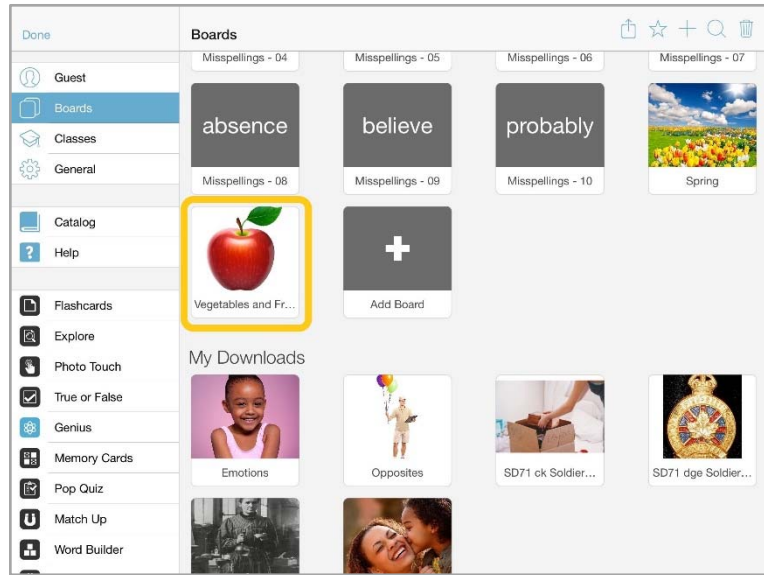 Done
Boards
Guest
Boards
Classes
General
Catalog
Help
Flashcards
Explore
Photo Touch
True or False
Genius
Memory Cards
Pop Quiz
Match Up
Word Builder
Misspellings - 04
Misspellings - 05
Misspellings - 06
Misspellings - 07
absence
believe
probably
Misspellings - 08
Misspellings - 09
Misspellings - 10
Spring
Vegetables and Fr...
Add Board
My Downloads
Emotions
Opposites
SD71 ck Soldier...
SD71 dge Soldier...